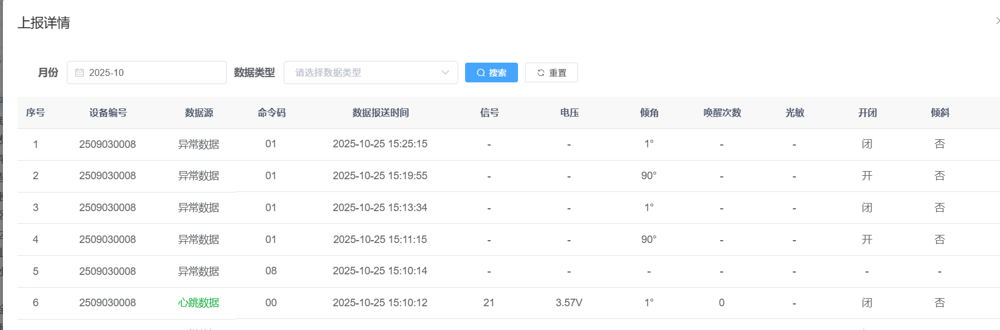 上报详情
月份 2025-10 数据类型 请选择数据类型 搜索 重置
序号 设备编号 数据源 命令码 数据报送时间 信号 电压 倾角 唤醒次数 光敏 开闭 倾斜
1 2509030008 异常数据 01 2025-10-25 15:25:15 - - 1° - - 闭 否
2 2509030008 异常数据 01 2025-10-25 15:19:55 - - 90° - - 开 否
3 2509030008 异常数据 01 2025-10-25 15:13:34 - - 1° - - 闭 否
4 2509030008 异常数据 01 2025-10-25 15:11:15 - - 90° - - 开 否
5 2509030008 异常数据 08 2025-10-25 15:10:14 - - - - - - -
6 2509030008 心跳数据 00 2025-10-25 15:10:12 21 3.57V 1° 0 - 闭 否